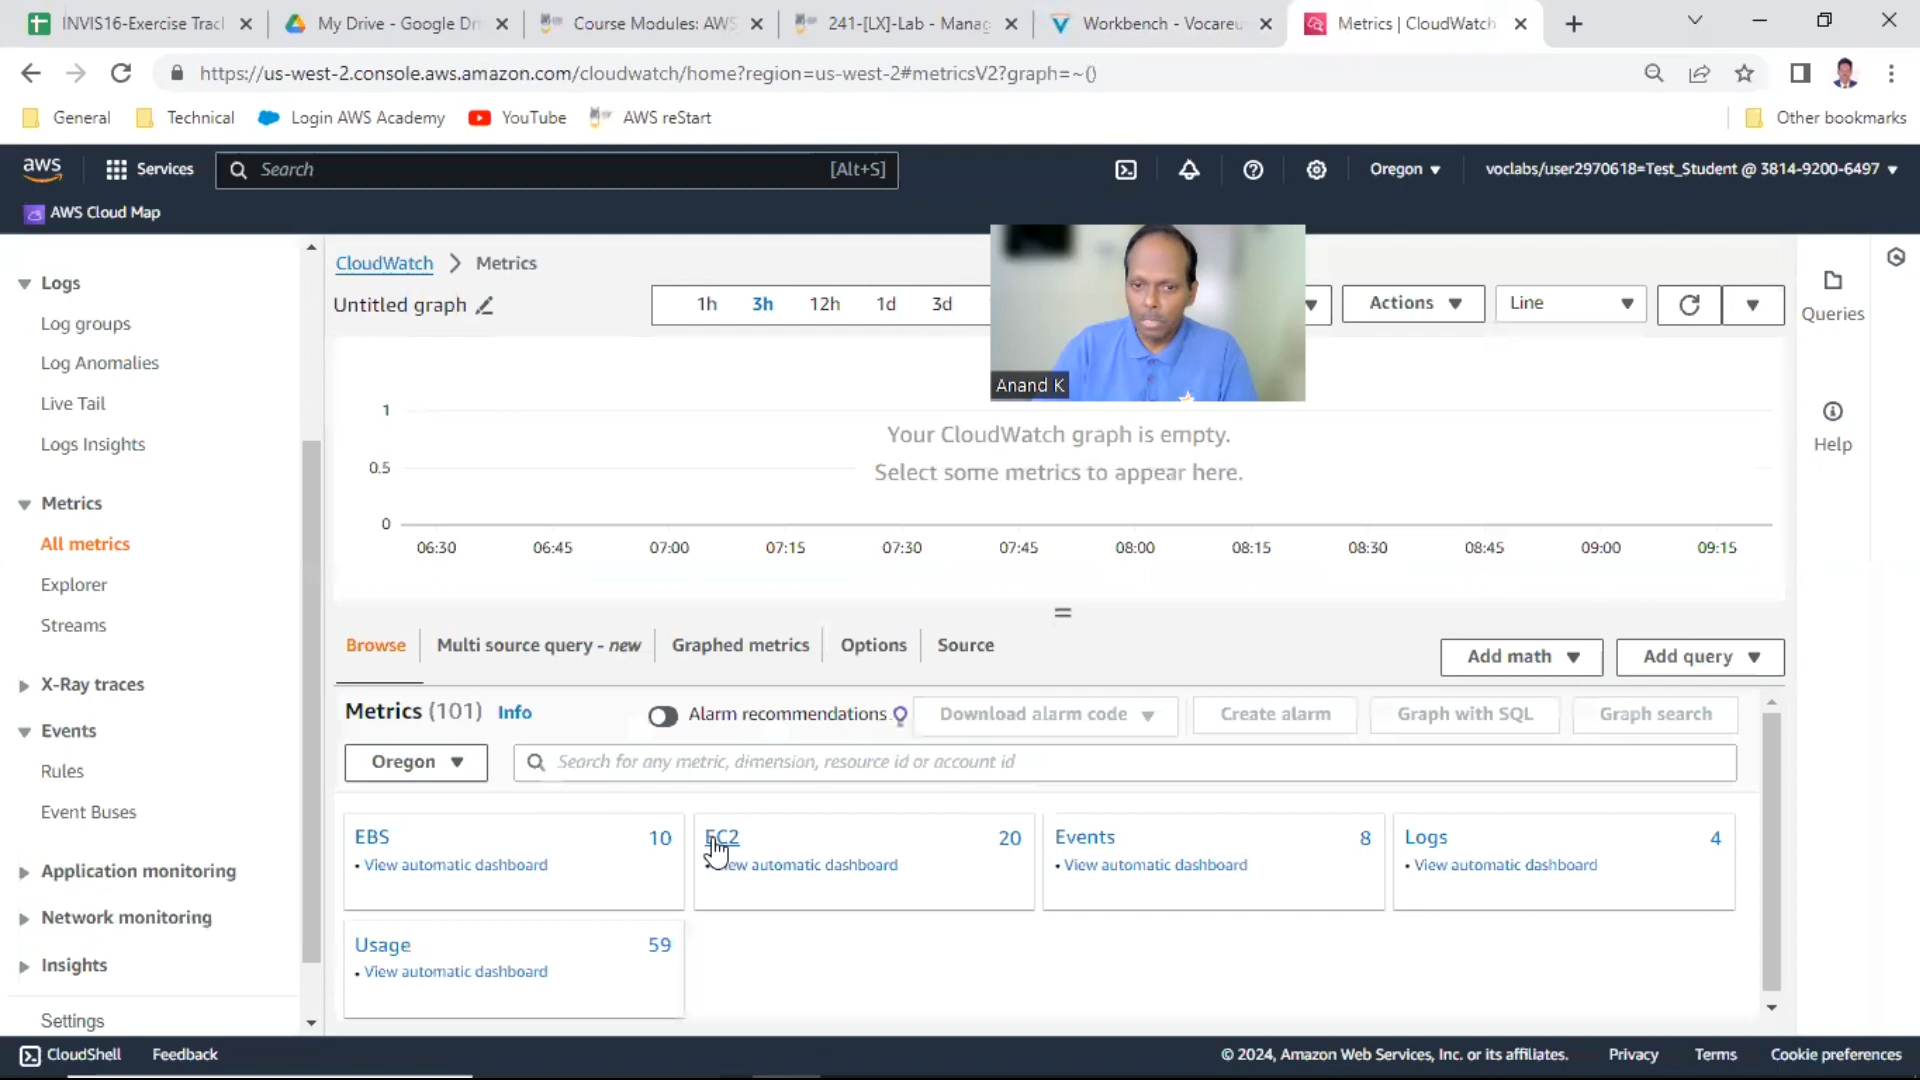 INVIS16-Exercise Trac
My Drive - Google Dr
Course Modules: AWS
241-[LX]-Lab - Manag
Workbench - Vocareu
Metrics | CloudWatch
https://us-west-2.console.aws.amazon.com/cloudwatch/home?region=us-west-2#metricsV2?graph=~()
General
Technical
Login AWS Academy
YouTube
AWS reStart
Other bookmarks
aws
Services
Search
[Alt+S]
Oregon
voclabs/user2970618=Test_Student @ 3814-9200-6497
AWS Cloud Map
Logs
Log groups
Log Anomalies
Live Tail
Logs Insights
Metrics
All metrics
Explorer
Streams
X-Ray traces
Events
Rules
Event Buses
Application monitoring
Network monitoring
Insights
Settings
CloudWatch
Metrics
Untitled graph
1h
3h
12h
1d
3d
Actions
Line
Anand K
1
0.5
0
Your CloudWatch graph is empty.
Select some metrics to appear here.
06:30
06:45
07:00
07:15
07:30
07:45
08:00
08:15
08:30
08:45
09:00
09:15
Queries
Help
Browse
Multi source query - new
Graphed metrics
Options
Source
Add math
Add query
Metrics (101)
Info
Alarm recommendations
Download alarm code
Create alarm
Graph with SQL
Graph search
Oregon
Search for any metric, dimension, resource id or account id
EBS
10
• View automatic dashboard
EC2
20
• View automatic dashboard
Events
8
• View automatic dashboard
Logs
4
• View automatic dashboard
Usage
59
• View automatic dashboard
CloudShell
Feedback
© 2024, Amazon Web Services, Inc. or its affiliates.
Privacy
Terms
Cookie preferences